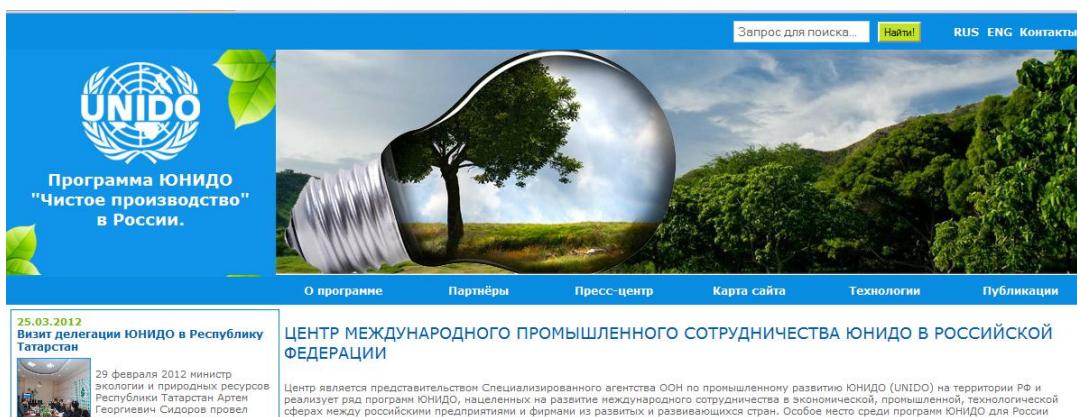 Запрос для поиска...
Найти!
RUS ENG Контакты
UNIDO
Программа ЮНИДО
"Чистое производство"
в России.
О программе
Партнёры
Пресс-центр
Карта сайта
Технологии
Публикации
25.03.2012
Визит делегации ЮНИДО в Республику
Татарстан
29 февраля 2012 министр
экологии и природных ресурсов
Республики Татарстан Артем
Георгиевич Сидоров провел
ЦЕНТР МЕЖДУНАРОДНОГО ПРОМЫШЛЕННОГО СОТРУДНИЧЕСТВА ЮНИДО В РОССИЙСКОЙ
ФЕДЕРАЦИИ
Центр является представительством Специализированного агентства ООН по промышленному развитию ЮНИДО (UNIDO) на территории РФ и
реализует ряд программ ЮНИДО, нацеленных на развитие международного сотрудничества в экономической, промышленной, технологической
сферах между российскими предприятиями и фирмами из развитых и развивающихся стран. Особое место среди программ ЮНИДО для России